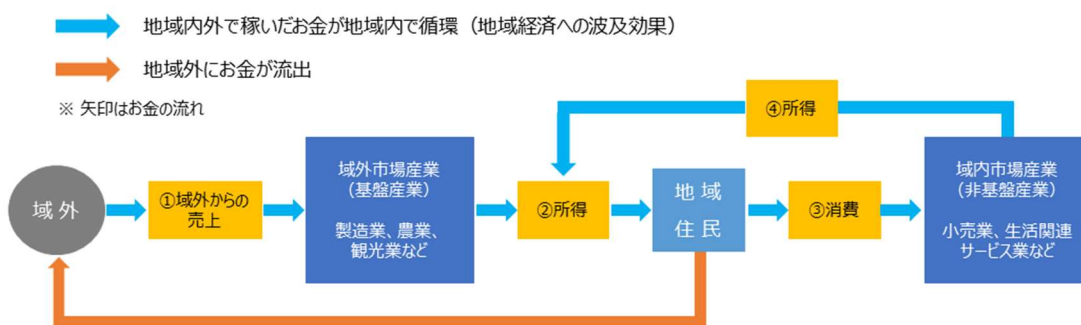 地域内外で稼いだお金が地域内で循環（地域経済への波及効果）
地域外にお金が流出
※ 矢印はお金の流れ
④所得
域外
①域外からの
売上
域外市場産業
(基盤産業)
製造業、農業、
観光業など
②所得
地域
住民
③消費
域内市場産業
(非基盤産業)
小売業、生活関連
サービス業など